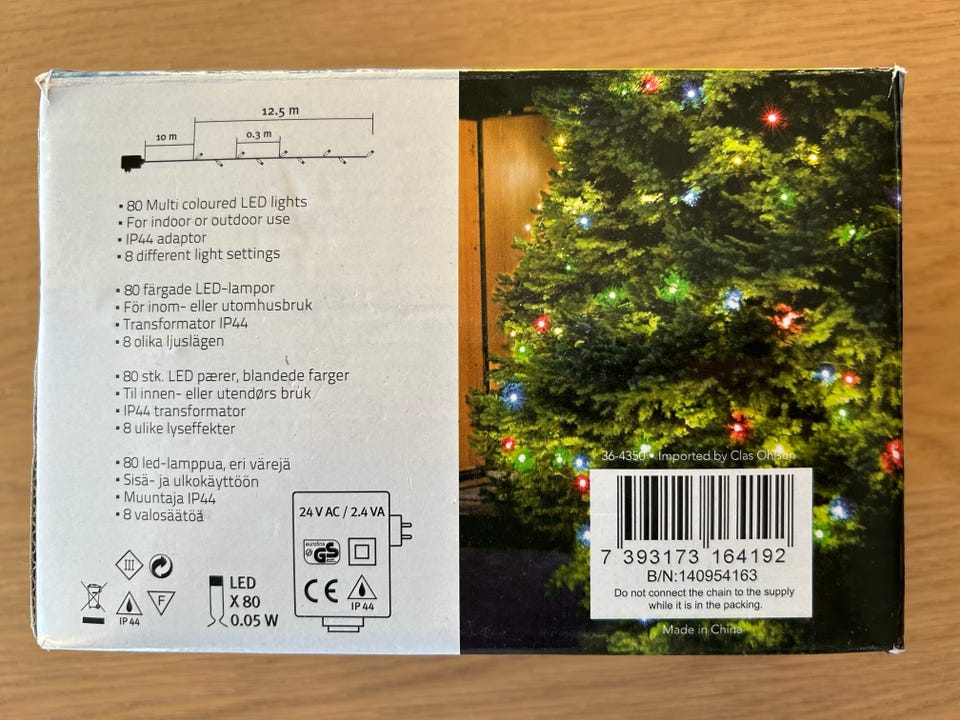 12.5 m
10 m
0.3 m
▪ 80 Multi coloured LED lights
▪ For indoor or outdoor use
▪ IP44 adaptor
▪ 8 different light settings
▪ 80 färgade LED-lampor
▪ För inom- eller utomhusbruk
▪ Transformator IP44
▪ 8 olika ljuslägen
▪ 80 stk. LED pærer, blandede farger
▪ Til innen- eller utendørs bruk
▪ IP44 transformator
▪ 8 ulike lyseffekter
▪ 80 led-lamppua, eri värejä
▪ Sisä- ja ulkokäyttöön
▪ Muuntaja IP44
▪ 8 valosäätöä
24 V AC / 2.4 VA
eurofins
GS
CE
IP 44
III
F
IP 44
LED
X 80
0.05 W
36-4350 • Imported by Clas Ohlson
7 393173 164192
B/N:140954163
Do not connect the chain to the supply
while it is in the packing.
Made in China